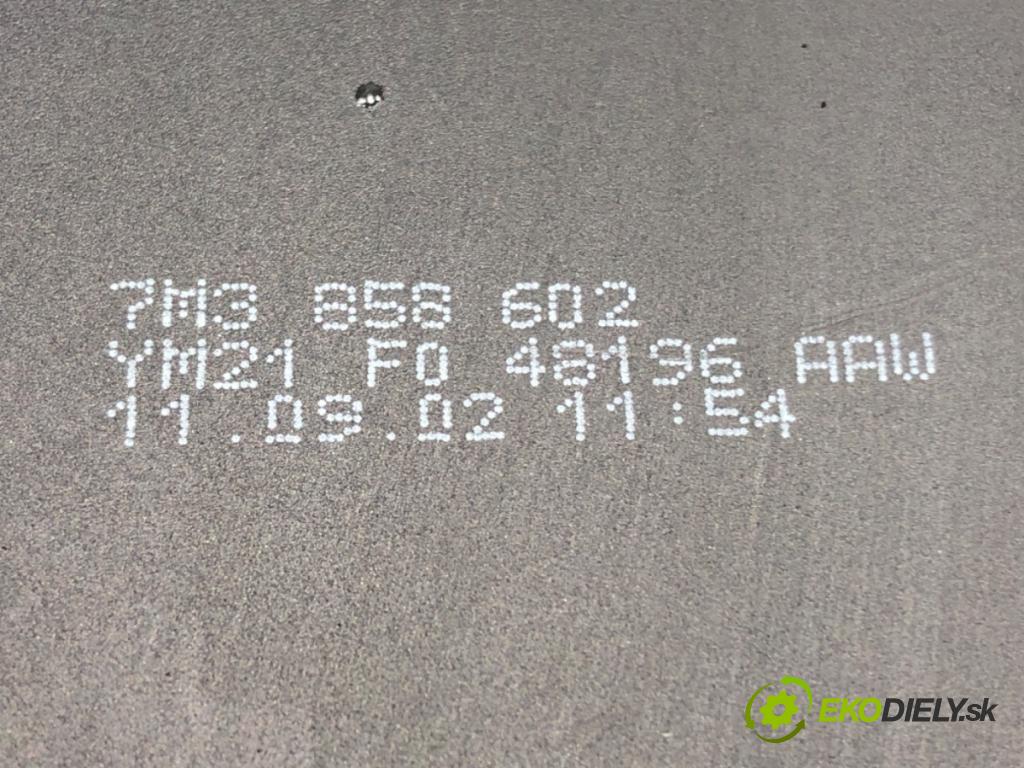 7M3 858 602
YM21 F0 48196 AAW
11.09.02 11:54
EKODIELY.sk